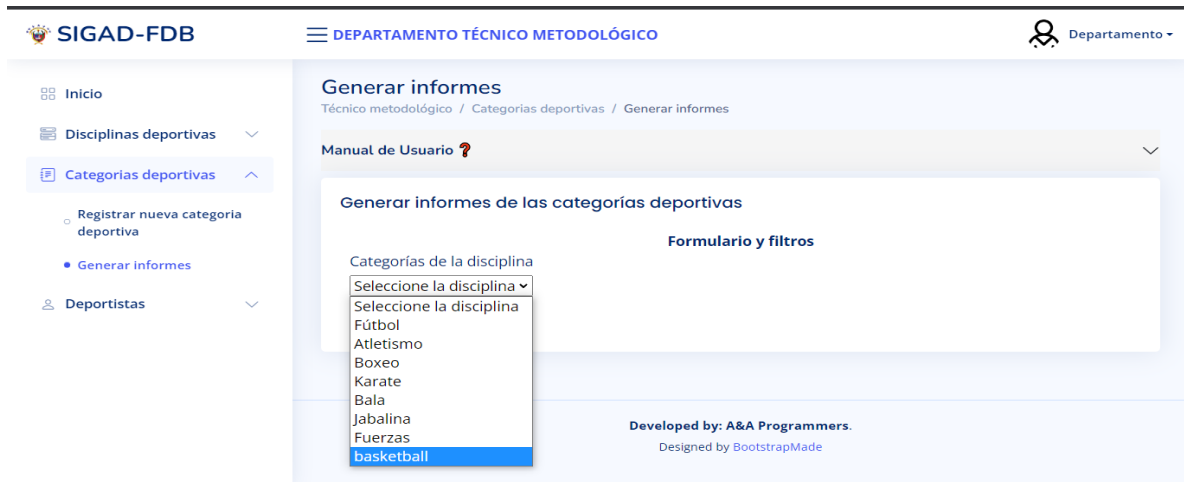 SIGAD-FDB
DEPARTAMENTO TÉCNICO METODOLÓGICO
Departamento
Inicio
Disciplinas deportivas
Categorias deportivas
Registrar nueva categoria
deportiva
Generar informes
Deportistas
Generar informes
Técnico metodológico / Categorias deportivas / Generar informes
Manual de Usuario ?
Generar informes de las categorías deportivas
Formulario y filtros
Categorías de la disciplina
Seleccione la disciplina
Seleccione la disciplina
Fútbol
Atletismo
Boxeo
Karate
Bala
Jabalina
Fuerzas
basketball
Developed by: A&A Programmers.
Designed by BootstrapMade